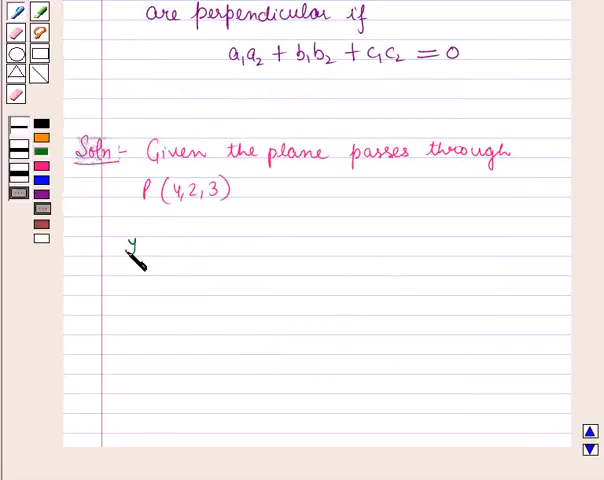 are perpendicular if
a₁a₂ + b₁b₂ + c₁c₂ = 0
Soln:- Given the plane passes through
P (4, 2, 3)
y